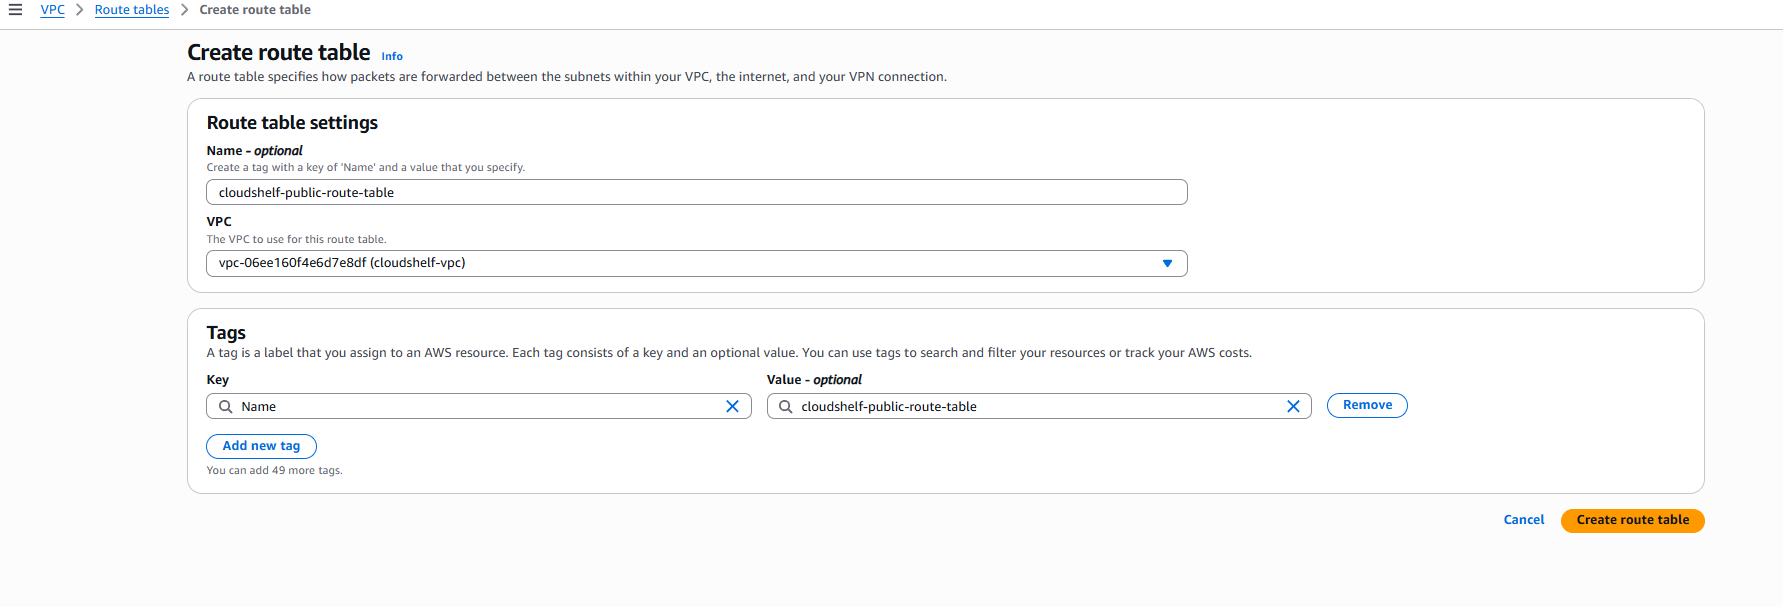 VPC > Route tables > Create route table
Create route table Info
A route table specifies how packets are forwarded between the subnets within your VPC, the internet, and your VPN connection.
Route table settings
Name - optional
Create a tag with a key of 'Name' and a value that you specify.
cloudshelf-public-route-table
VPC
The VPC to use for this route table.
vpc-06ee160f4e6d7e8df (cloudshelf-vpc)
Tags
A tag is a label that you assign to an AWS resource. Each tag consists of a key and an optional value. You can use tags to search and filter your resources or track your AWS costs.
Key Value - optional
Name cloudshelf-public-route-table Remove
Add new tag
You can add 49 more tags.
Cancel Create route table